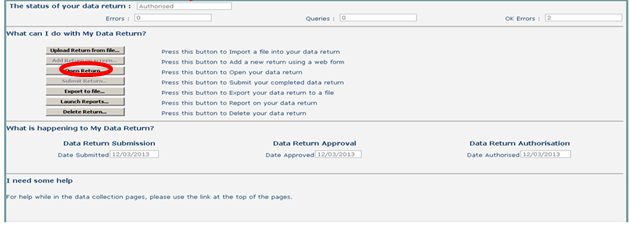 The status of your data return : Authorised
Errors : 0 Queries : 0 OK Errors : 2
What can I do with My Data Return?
Upload Return from file... Press this button to Import a file into your data return
Add Return on screen... Press this button to Add a new return using a web form
Open Return... Press this button to Open your data return
Submit Return... Press this button to Submit your completed data return
Export to file... Press this button to Export your data return to a file
Launch Reports... Press this button to Report on your data return
Delete Return... Press this button to Delete your data return
What is happening to My Data Return?
Data Return Submission Data Return Approval Data Return Authorisation
Date Submitted 12/03/2013 Date Approved 12/03/2013 Date Authorised 12/03/2013
I need some help
For help while in the data collection pages, please use the link at the top of the pages.